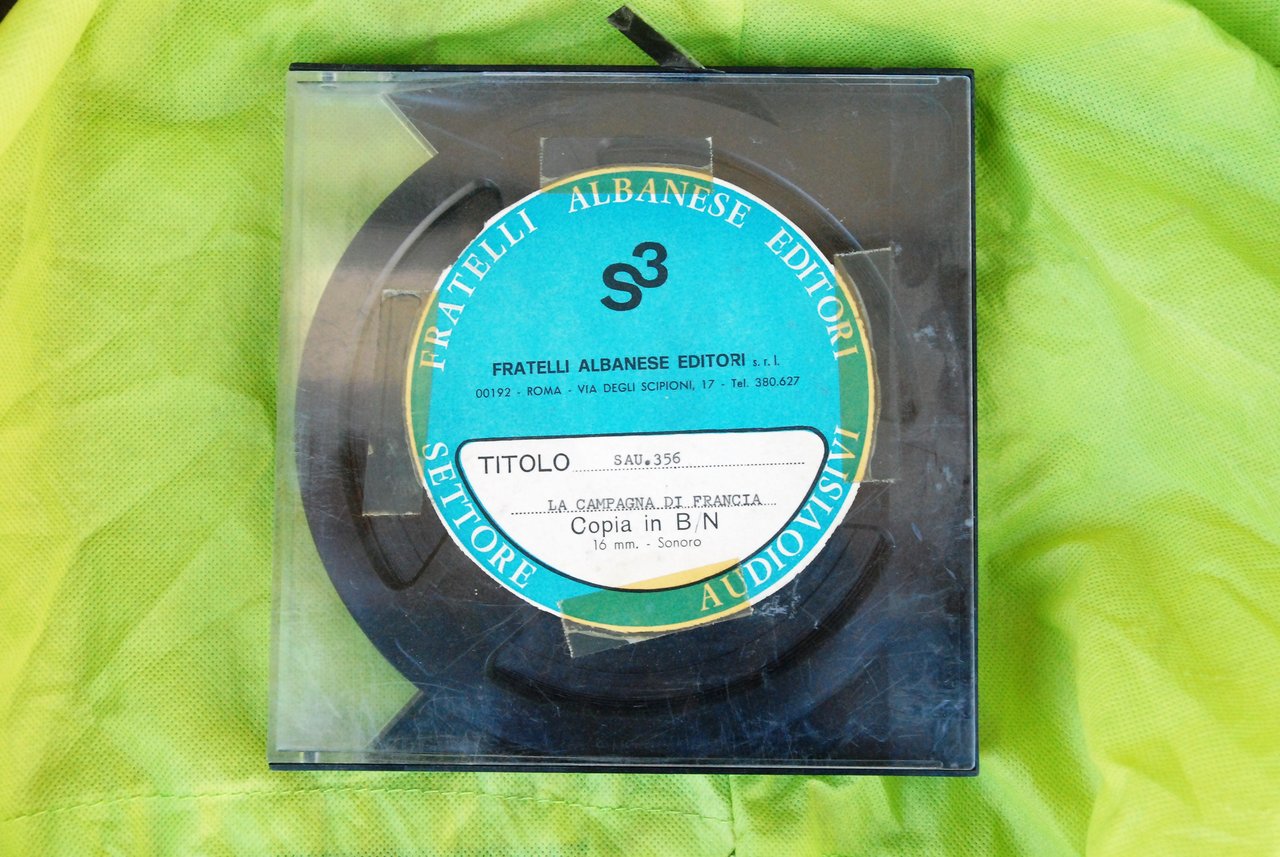 FRATELLI ALBANESE EDITORI
S3
FRATELLI ALBANESE EDITORI s.r.l.
00192 - ROMA - VIA DEGLI SCIPIONI, 17 - Tel. 380.627
TITOLO SAU.356
LA CAMPAGNA DI FRANCIA
Copia in B/N
16 mm. - Sonoro
SETTORE AUDIOVISIVI